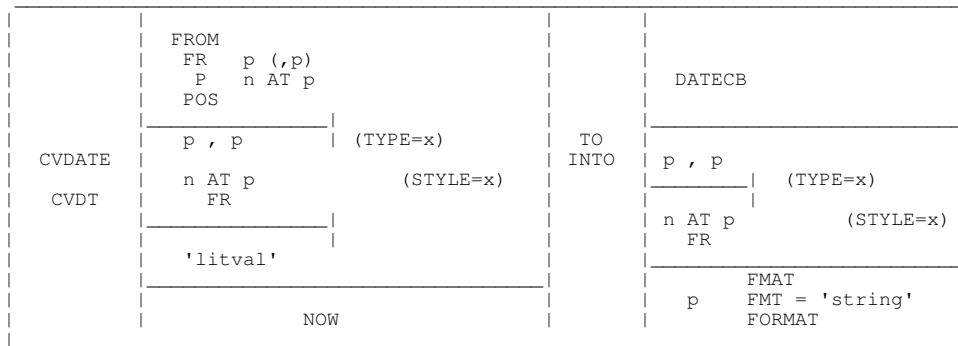 FROM
FR p (,p)
P n AT p DATECB
POS
p , p (TYPE=x) TO
CVDATE INTO p , p
n AT p (STYLE=x) (TYPE=x)
CVDT FR
n AT p (STYLE=x)
FR
'litval'
FMAT
p FMT = 'string'
NOW FORMAT